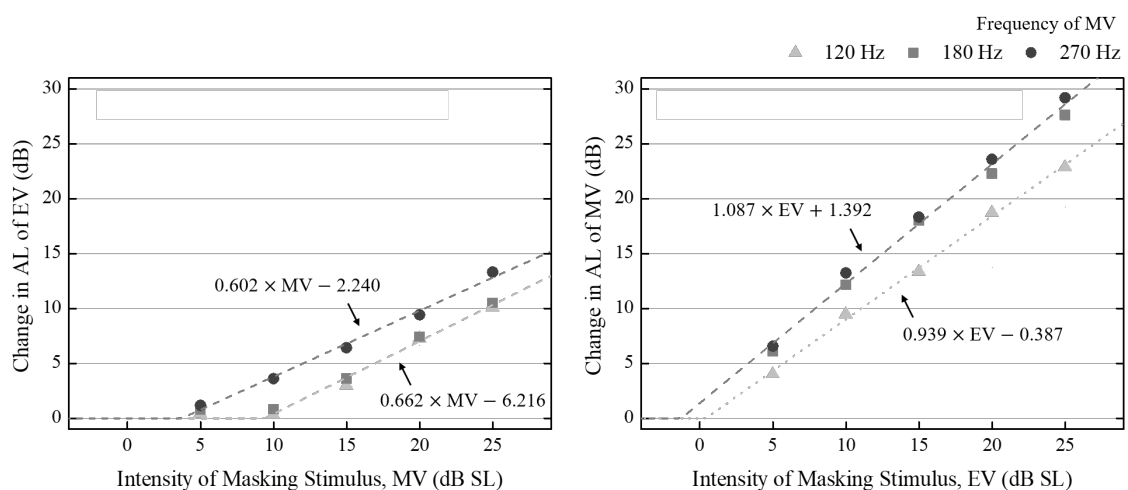 Frequency of MV
120 Hz 180 Hz 270 Hz
Change in AL of EV (dB)
30
25
20
15
10
5
0
0.602 × MV − 2.240
0.662 × MV − 6.216
0 5 10 15 20 25
Intensity of Masking Stimulus, MV (dB SL)
Change in AL of MV (dB)
30
25
20
15
10
5
0
1.087 × EV + 1.392
0.939 × EV − 0.387
0 5 10 15 20 25
Intensity of Masking Stimulus, EV (dB SL)